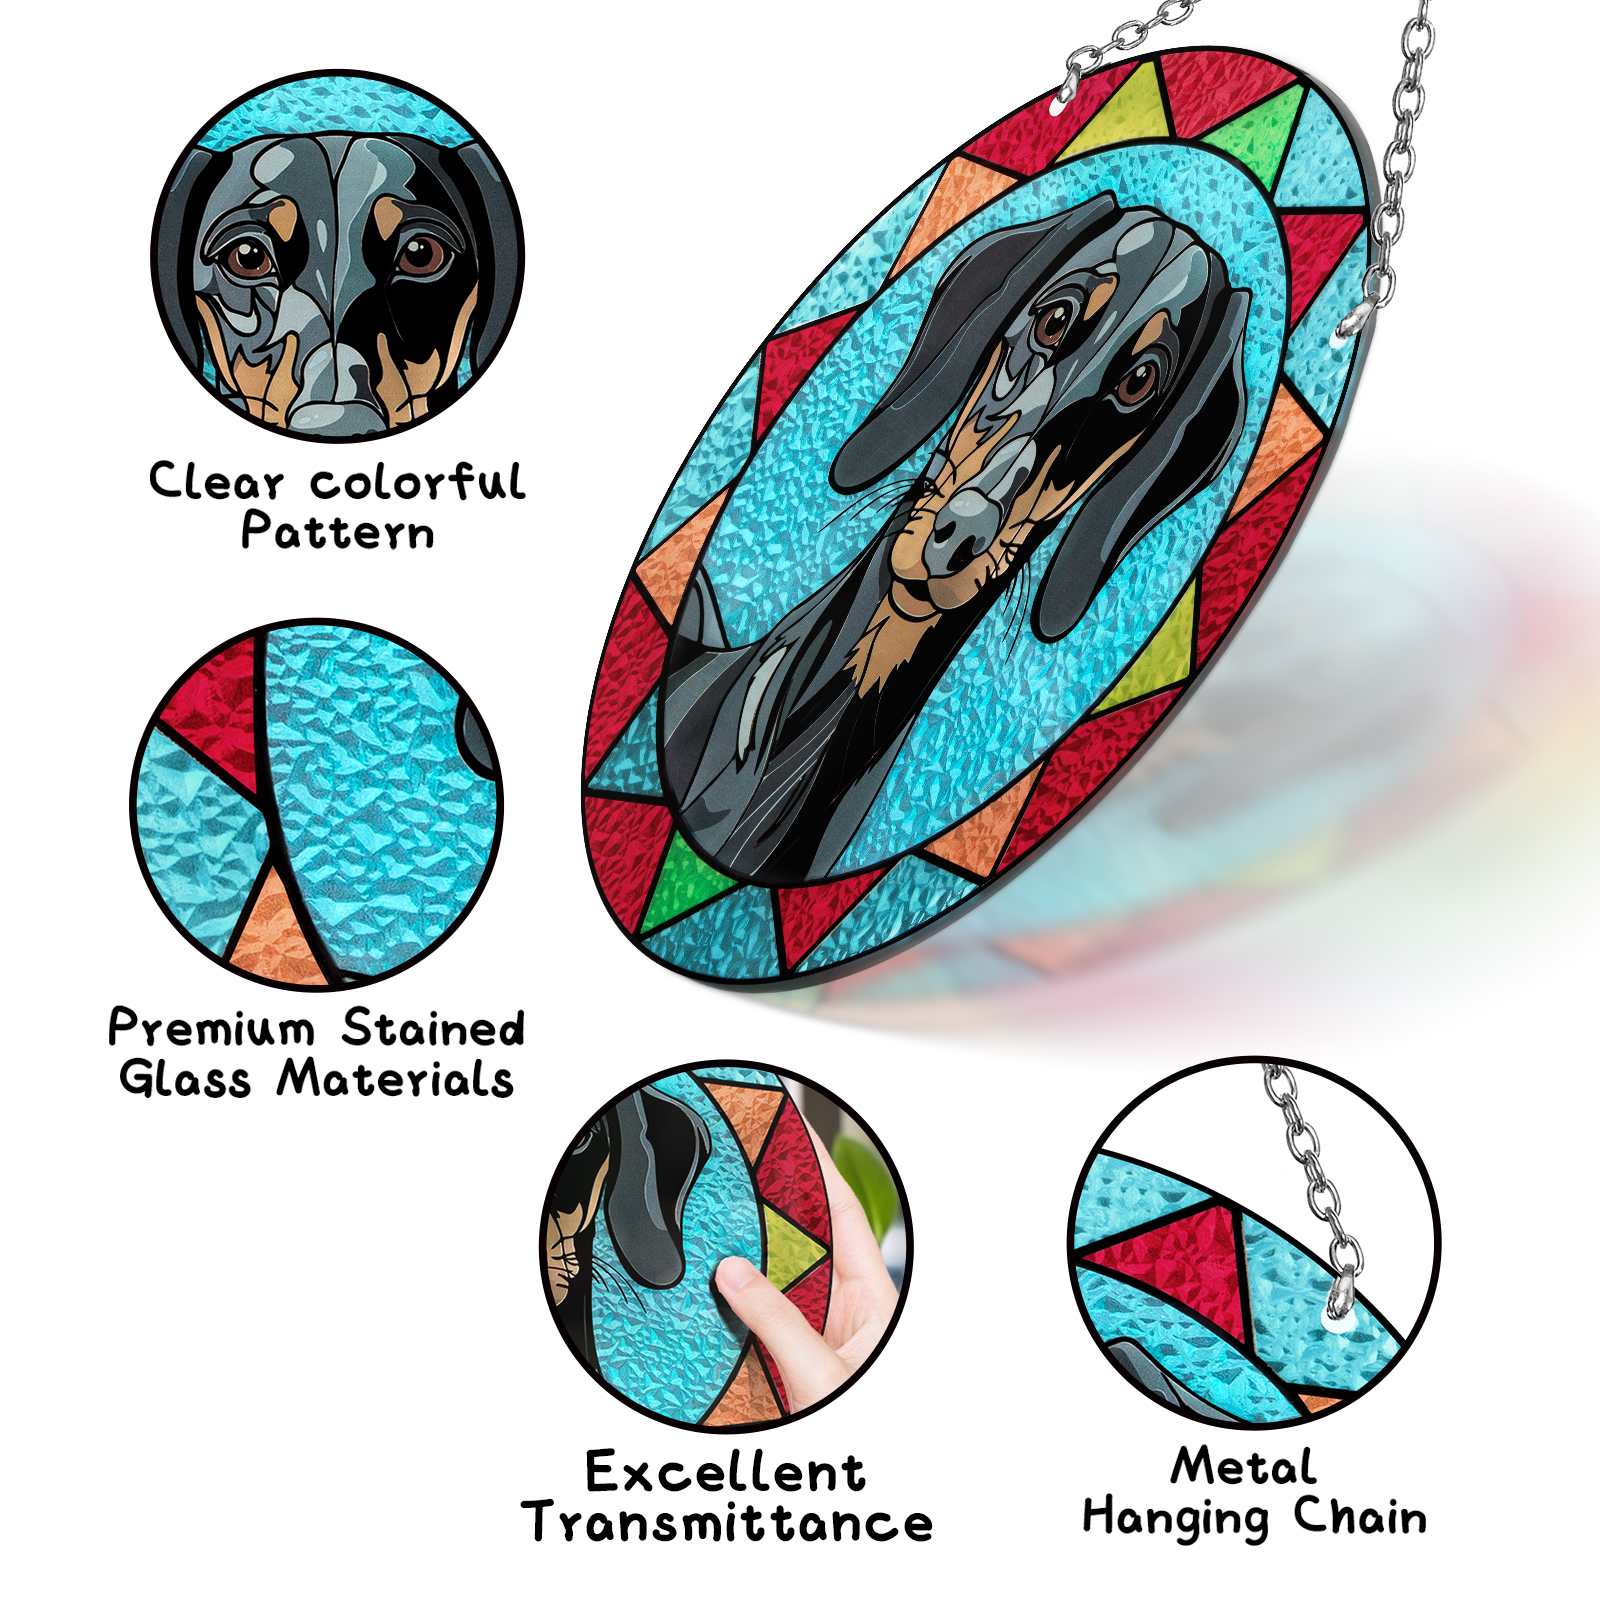 Clear colorful
Pattern
Premium Stained
Glass Materials
Excellent
Transmittance
Metal
Hanging Chain